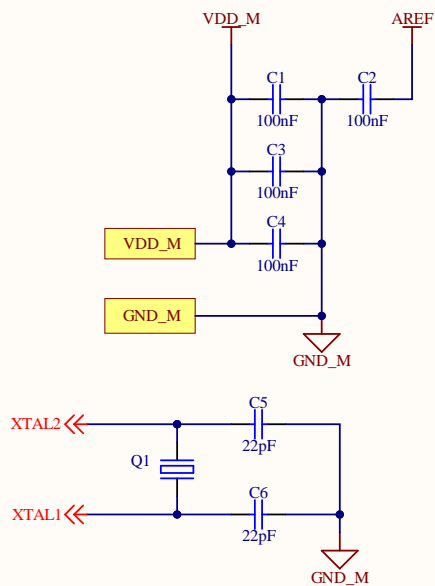 VDD_M
AREF
C1
C2
100nF
100nF
C3
100nF
VDD_M
C4
100nF
GND_M
GND_M
XTAL2
C5
22pF
Q1
XTAL1
C6
22pF
GND_M